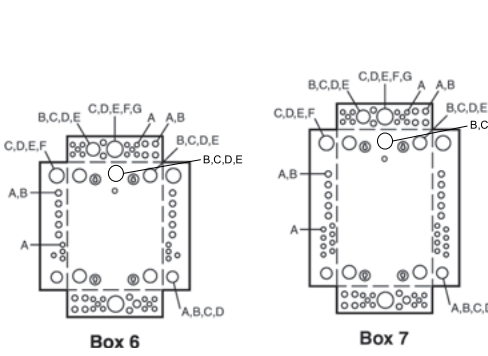 C,D,E,F,G
B,C,D,E
A
A,B
C,D,E,F
B,C,D,E
B,C,D,E
A,B
A
A,B,C,D
Box 6
C,D,E,F,G
B,C,D,E
A
A,B
C,D,E,F
B,C,D,E
B,C
A,B
A
A,B,C,D
Box 7